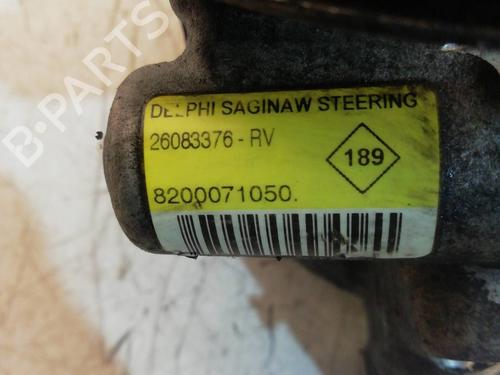 B-PARTS
DELPHI SAGINAW STEERING
26083376-RV
189
8200071050.